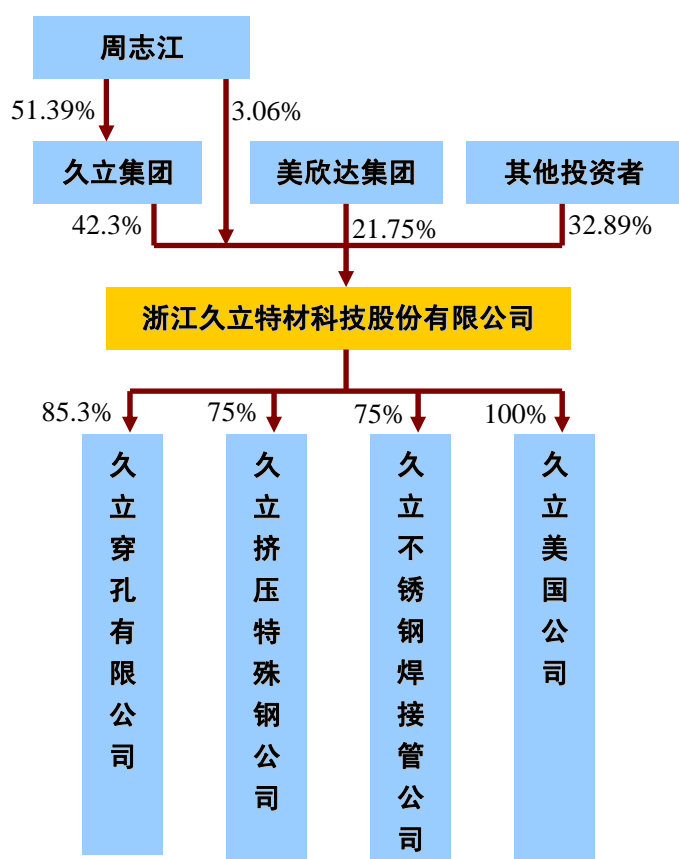 周志江
51.39%
3.06%
久立集团
美欣达集团
其他投资者
42.3%
21.75%
32.89%
浙江久立特材科技股份有限公司
85.3%
75%
75%
100%
久立穿孔有限公司
久立挤压特殊钢公司
久立不锈钢焊接管公司
久立美国公司